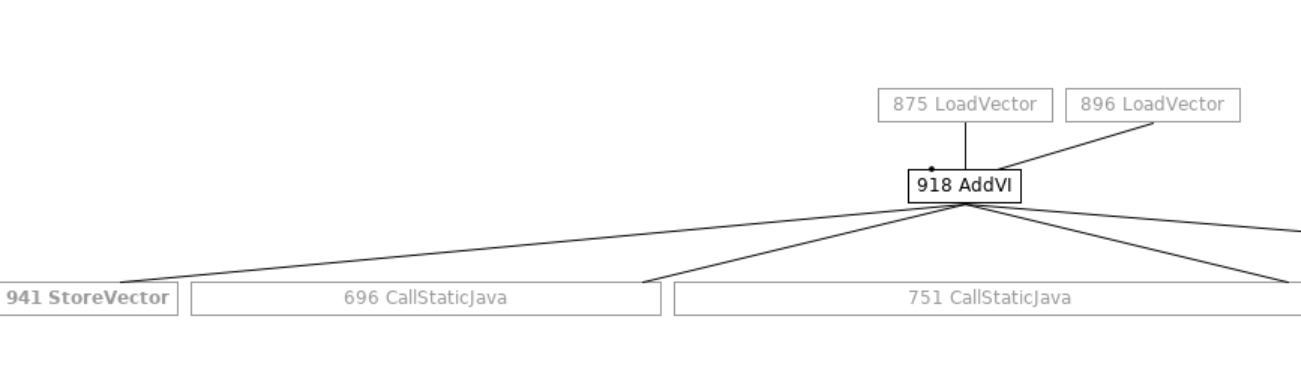 875 LoadVector
896 LoadVector
918 AddVI
941 StoreVector
696 CallStaticJava
751 CallStaticJava